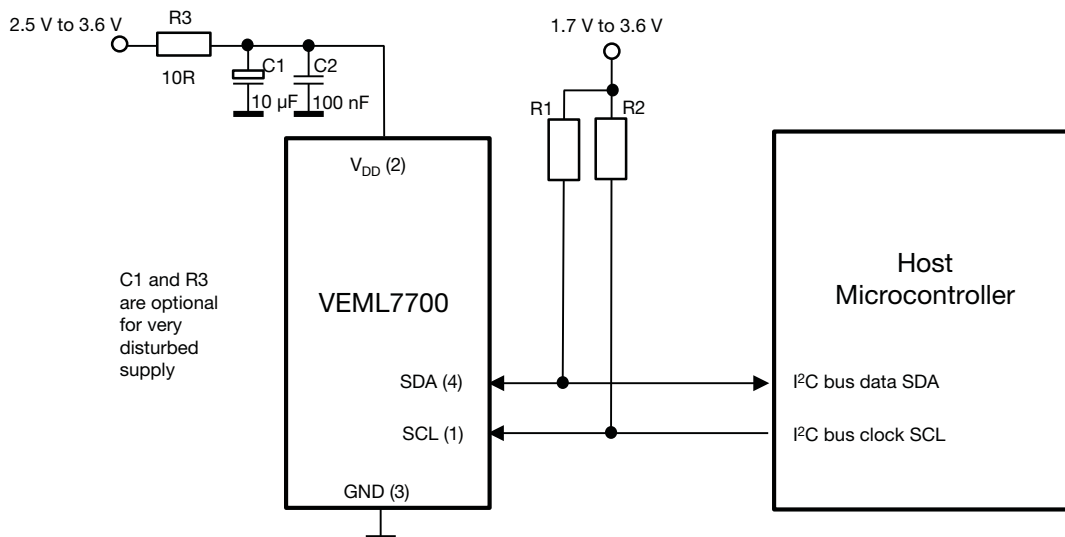 2.5 V to 3.6 V
R3
10R
C1
10 µF
C2
100 nF
1.7 V to 3.6 V
R1
R2
V_DD (2)
C1 and R3
are optional
for very
disturbed
supply
VEML7700
SDA (4)
SCL (1)
GND (3)
Host
Microcontroller
I²C bus data SDA
I²C bus clock SCL